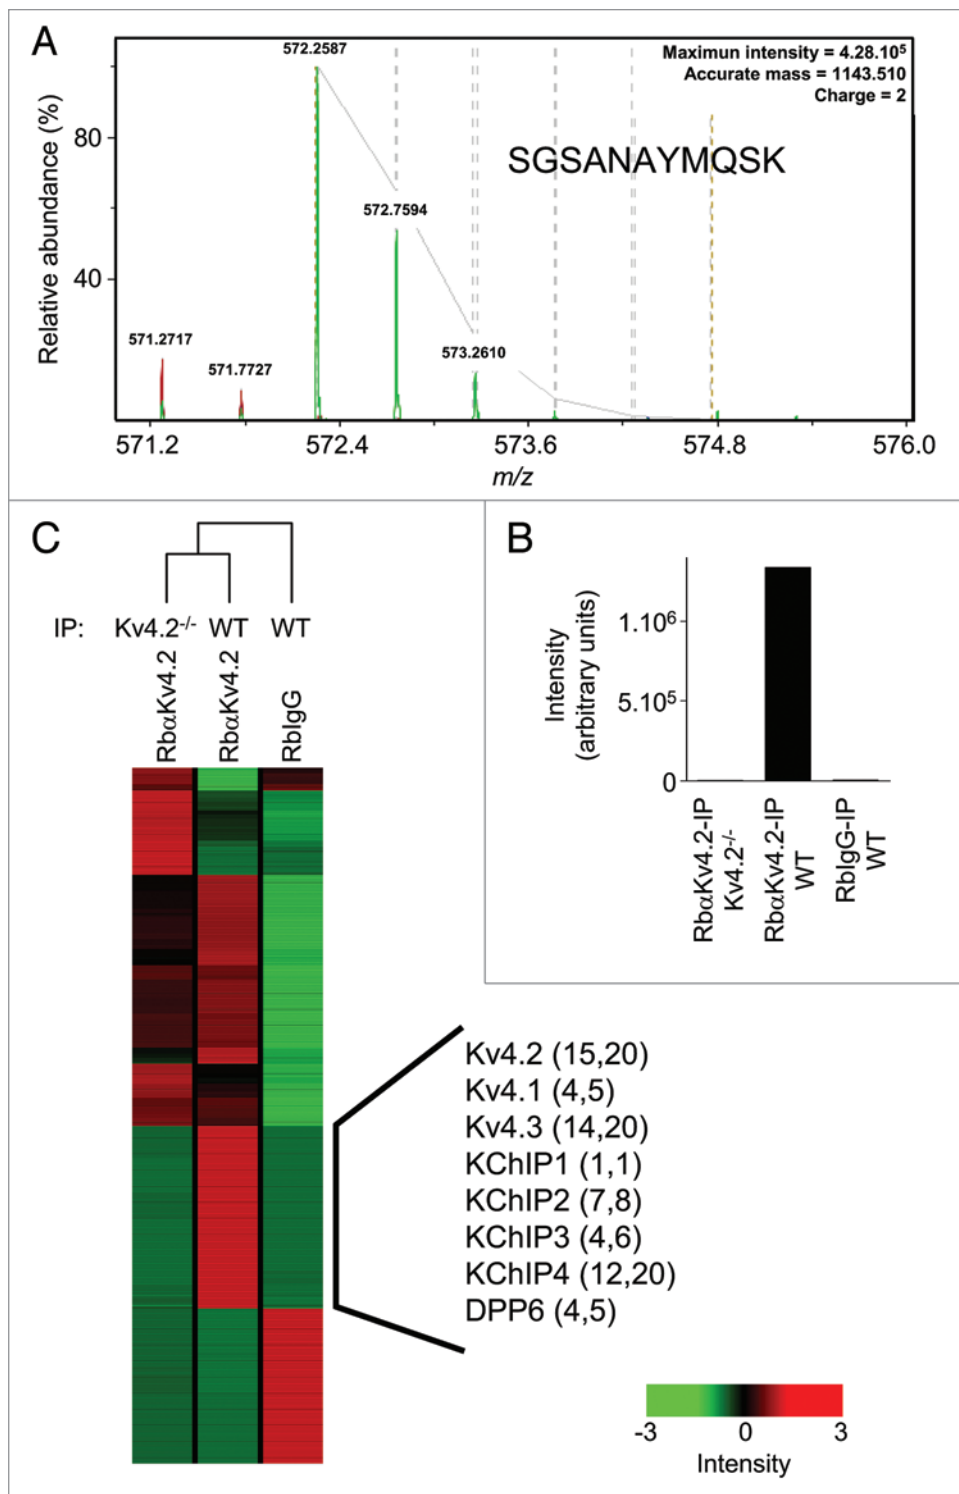 A
Maximun intensity = 4.28.10⁵
Accurate mass = 1143.510
Charge = 2
SGSANAYMQSK
572.2587
572.7594
573.2610
571.2717
571.7727
Relative abundance (%)
80
40
571.2
572.4
573.6
574.8
576.0
m/z
C
IP:
Kv4.2⁻/⁻
WT
WT
RbαKv4.2
RbαKv4.2
RbIgG
B
Intensity
(arbitrary units)
1.10⁶
5.10⁵
0
RbαKv4.2-IP
Kv4.2⁻/⁻
RbαKv4.2-IP
WT
RbIgG-IP
WT
Kv4.2 (15,20)
Kv4.1 (4,5)
Kv4.3 (14,20)
KChIP1 (1,1)
KChIP2 (7,8)
KChIP3 (4,6)
KChIP4 (12,20)
DPP6 (4,5)
-3
0
3
Intensity